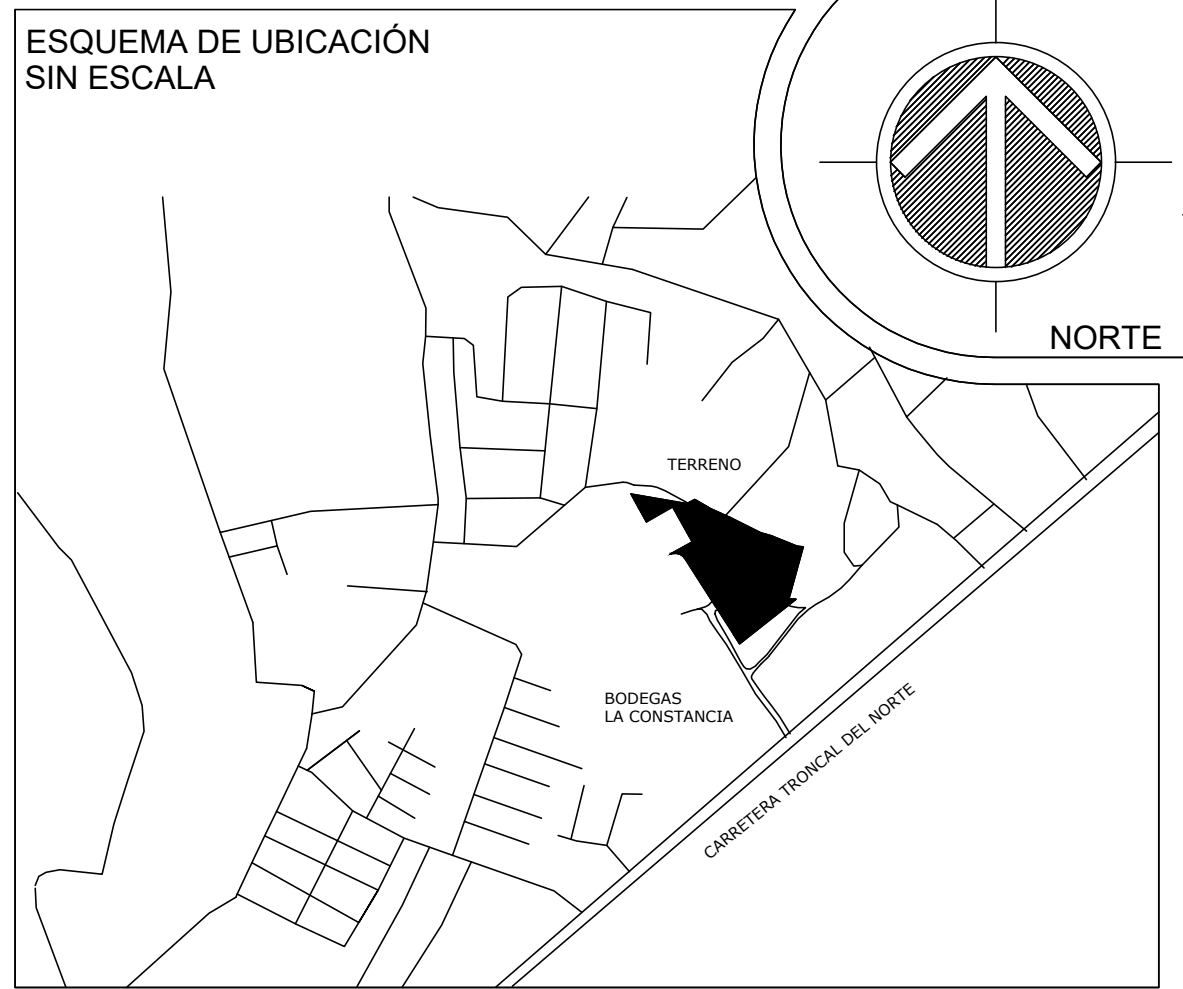 ESQUEMA DE UBICACIÓN
SIN ESCALA
NORTE
TERRENO
BODEGAS
LA CONSTANCIA
CARRETERA TRONCAL DEL NORTE